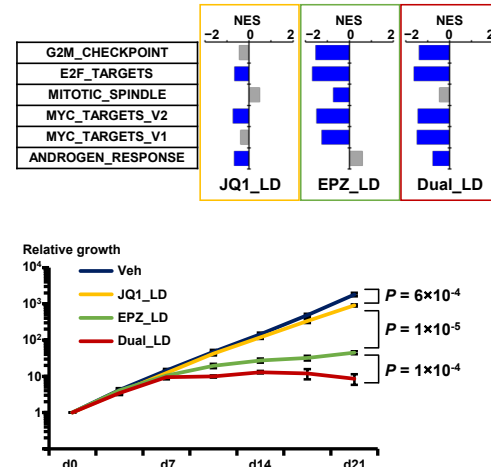 NES NES NES
−2 0 2 −2 0 2 −2 0 2
G2M_CHECKPOINT
E2F_TARGETS
MITOTIC_SPINDLE
MYC_TARGETS_V2
MYC_TARGETS_V1
ANDROGEN_RESPONSE
JQ1_LD EPZ_LD Dual_LD
Relative growth
10⁴
10³
10²
10
1
Veh
JQ1_LD
EPZ_LD
Dual_LD
P = 6×10⁻⁴
P = 1×10⁻⁵
P = 1×10⁻⁴
d0 d7 d14 d21